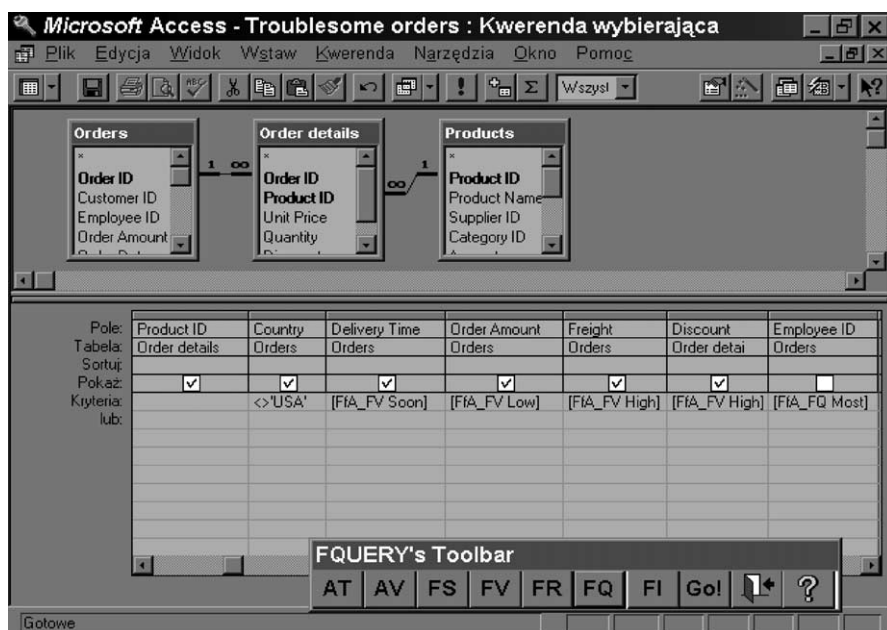 Microsoft Access - Troublesome orders : Kwerenda wybierająca
Plik Edycja Widok Wstaw Kwerenda Narzędzia Okno Pomoc
ABC Σ Wszysl
Orders Order details Products
* * *
1 ∞ ∞ 1
Order ID Order ID Product ID
Customer ID Product ID Product Name
Employee ID Unit Price Supplier ID
Order Amount Quantity Category ID
Pole: Product ID Country Delivery Time Order Amount Freight Discount Employee ID
Tabela: Order details Orders Orders Orders Orders Order detai Orders
Sortuj:
Pokaż:
Kryteria: <>'USA' [FfA_FV Soon] [FfA_FV Low] [FfA_FV High] [FfA_FV High] [FfA_FQ Most]
lub:
FQUERY's Toolbar
AT AV FS FV FR FQ FI Go! ?
Gotowe